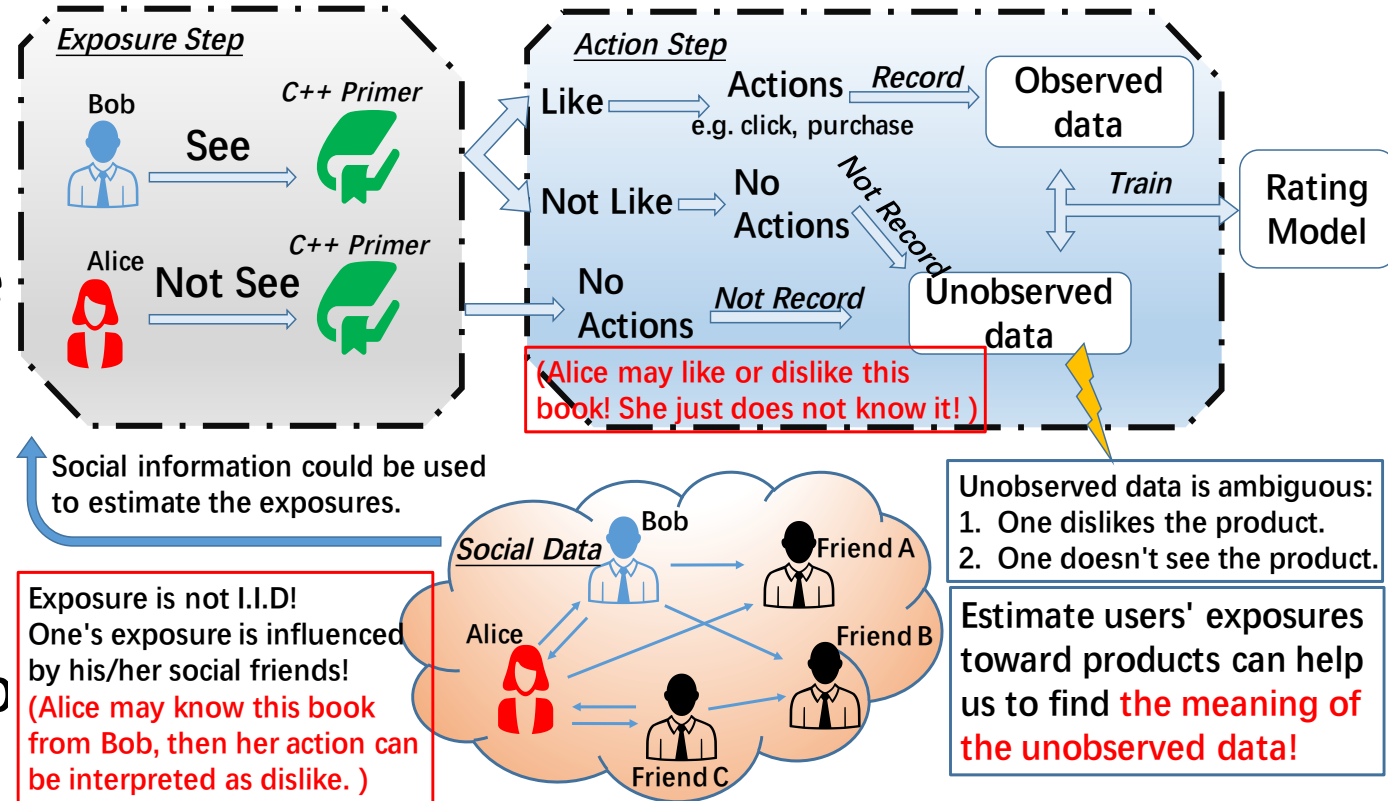 Exposure Step
Bob
See
C++ Primer
Alice
Not See
C++ Primer
Action Step
Like
Actions
e.g. click, purchase
Record
Observed
data
Not Like
No
Actions
Not Record
No
Actions
Not Record
Unobserved
data
Train
Rating
Model
(Alice may like or dislike this
book! She just does not know it! )
Social information could be used
to estimate the exposures.
Exposure is not I.I.D!
One's exposure is influenced
by his/her social friends!
(Alice may know this book
from Bob, then her action can
be interpreted as dislike. )
Social Data
Bob
Friend A
Alice
Friend B
Friend C
Unobserved data is ambiguous:
1. One dislikes the product.
2. One doesn't see the product.
Estimate users' exposures
toward products can help
us to find the meaning of
the unobserved data!